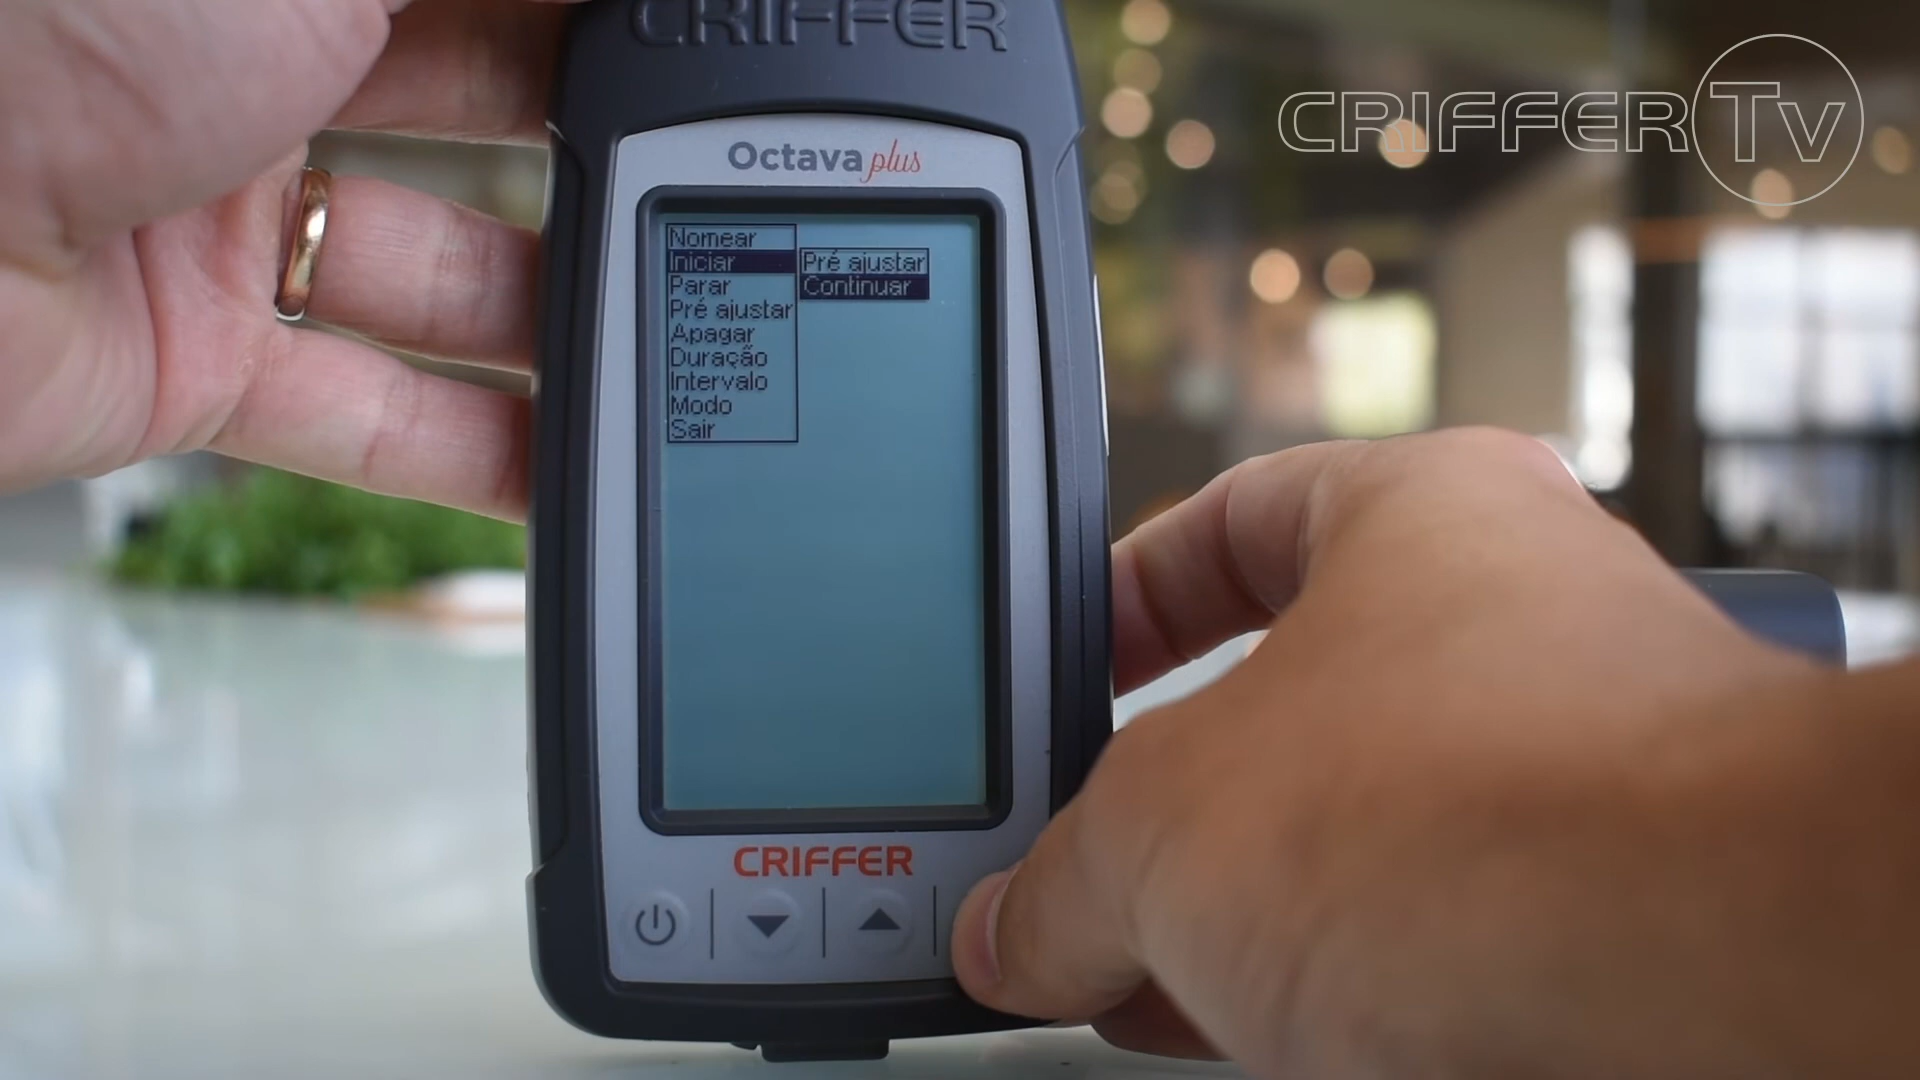 CRIFFER
CRIFFER TV
Octava plus
Nomear
Iniciar
Parar
Pré ajustar
Apagar
Duração
Intervalo
Modo
Sair
Pré ajustar
Continuar
CRIFFER